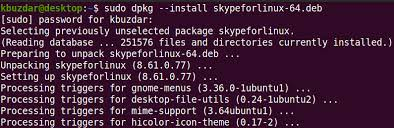 kbuzdar@desktop:~$ sudo dpkg --install skypeforlinux-64.deb
[sudo] password for kbuzdar:
Selecting previously unselected package skypeforlinux.
(Reading database ... 251576 files and directories currently installed.)
Preparing to unpack skypeforlinux-64.deb ...
Unpacking skypeforlinux (8.61.0.77) ...
Setting up skypeforlinux (8.61.0.77) ...
Processing triggers for gnome-menus (3.36.0-1ubuntu1) ...
Processing triggers for desktop-file-utils (0.24-1ubuntu2) ...
Processing triggers for mime-support (3.64ubuntu1) ...
Processing triggers for hicolor-icon-theme (0.17-2) ...